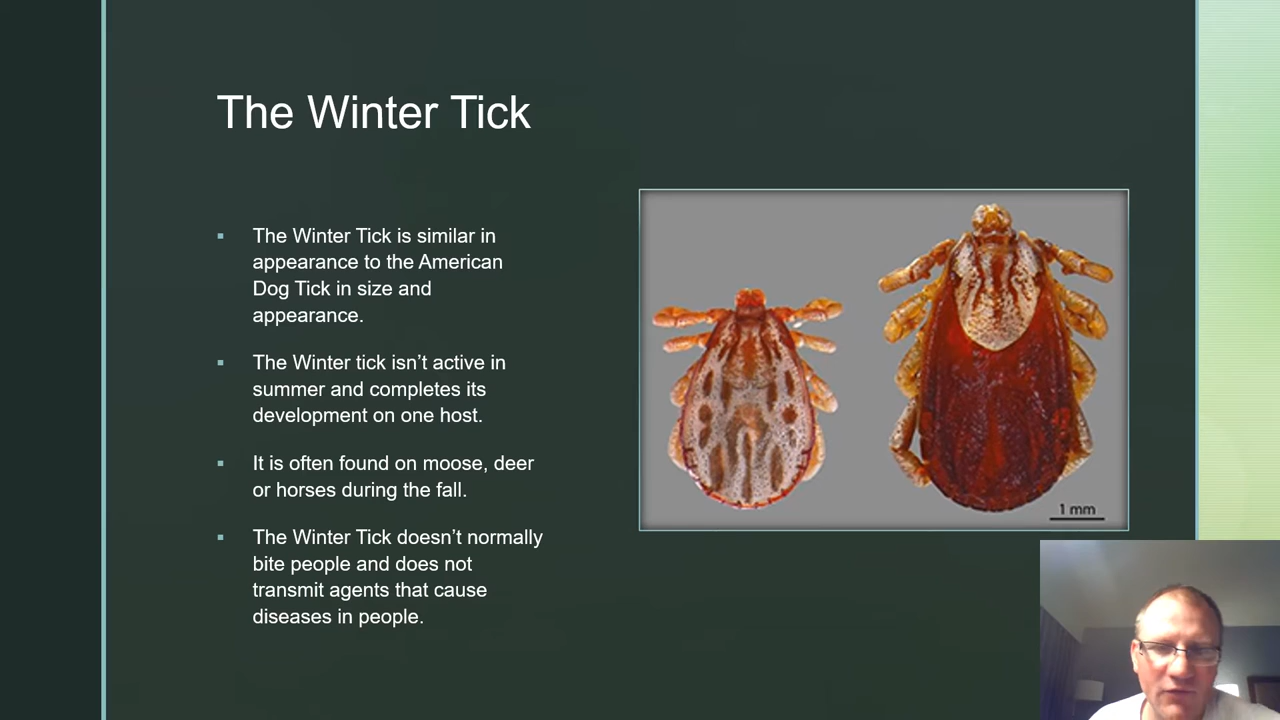 The Winter Tick
▪ The Winter Tick is similar in
appearance to the American
Dog Tick in size and
appearance.
▪ The Winter tick isn’t active in
summer and completes its
development on one host.
▪ It is often found on moose, deer
or horses during the fall.
▪ The Winter Tick doesn’t normally
bite people and does not
transmit agents that cause
diseases in people.
1 mm